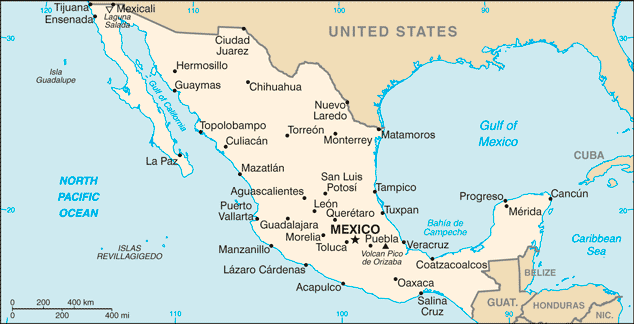 120
110
100
90
Tijuana
Mexicali
Ensenada
Laguna
Salada
30
30
Ciudad
Juarez
UNITED STATES
Isla
Guadalupe
Hermosillo
Guaymas
Chihuahua
Gulf of California
Nuevo
Laredo
Topolobampo
Torreón
Monterrey
Matamoros
Gulf of
Mexico
Culiacán
La Paz
CUBA
Mazatlán
San Luis
Potosí
Tampico
NORTH
PACIFIC
OCEAN
Aguascalientes
León
Querétaro
Tuxpan
Progreso
Cancún
Mérida
20
20
Puerto
Vallarta
Guadalajara
MEXICO
Bahía de
Campeche
Morelia
Toluca
Puebla
Veracruz
Caribbean
Sea
ISLAS
REVILLAGIGEDO
Manzanillo
Volcan Pico
de Orizaba
Coatzacoalcos
Lázaro Cárdenas
BELIZE
Acapulco
Oaxaca
Salina
Cruz
GUAT.
HONDURAS
NIC.
0 200 400 km
0 200 400 mi
110
100
90